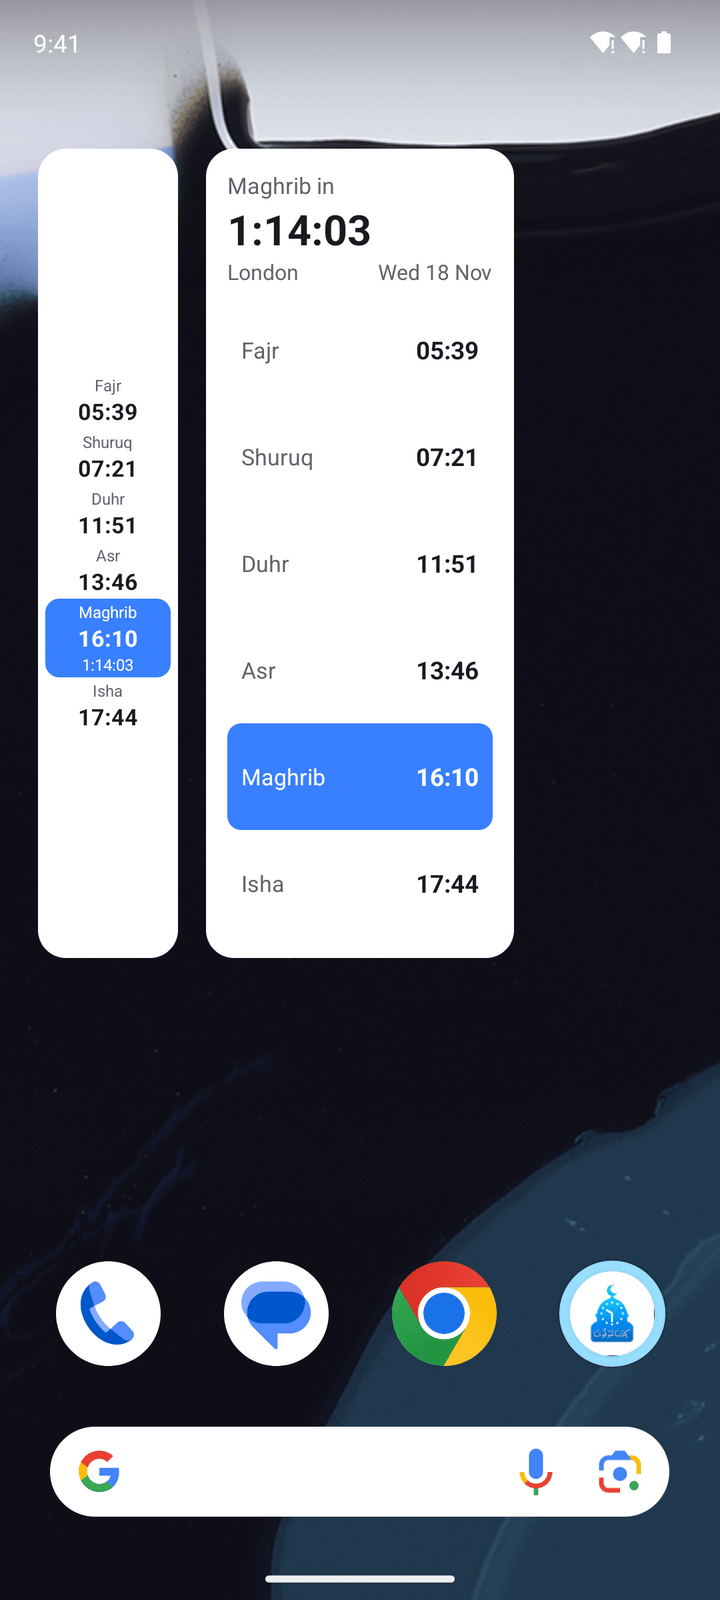 9:41
Fajr
05:39
Shuruq
07:21
Duhr
11:51
Asr
13:46
Maghrib
16:10
1:14:03
Isha
17:44
Maghrib in
1:14:03
London Wed 18 Nov
Fajr 05:39
Shuruq 07:21
Duhr 11:51
Asr 13:46
Maghrib 16:10
Isha 17:44